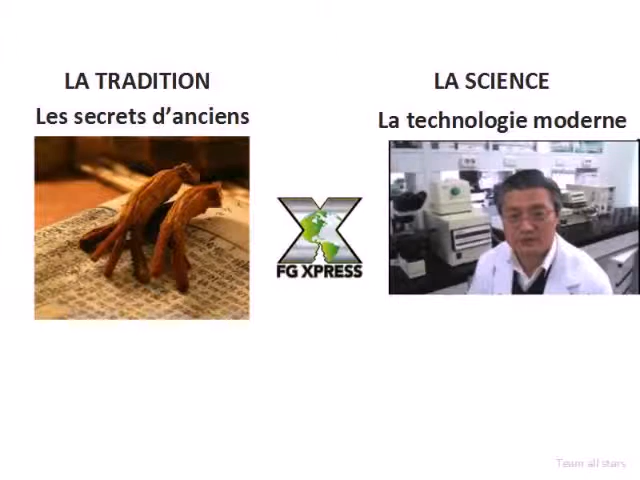 LA TRADITION
Les secrets d’anciens
LA SCIENCE
La technologie moderne
FG XPRESS
Team all stars